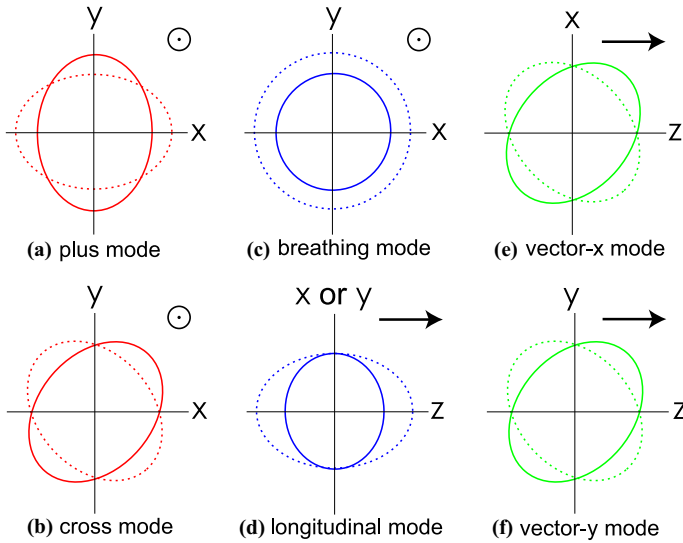 y
x
(a) plus mode
y
x
(c) breathing mode
x
z
(e) vector-x mode
y
x
(b) cross mode
x or y
z
(d) longitudinal mode
y
z
(f) vector-y mode